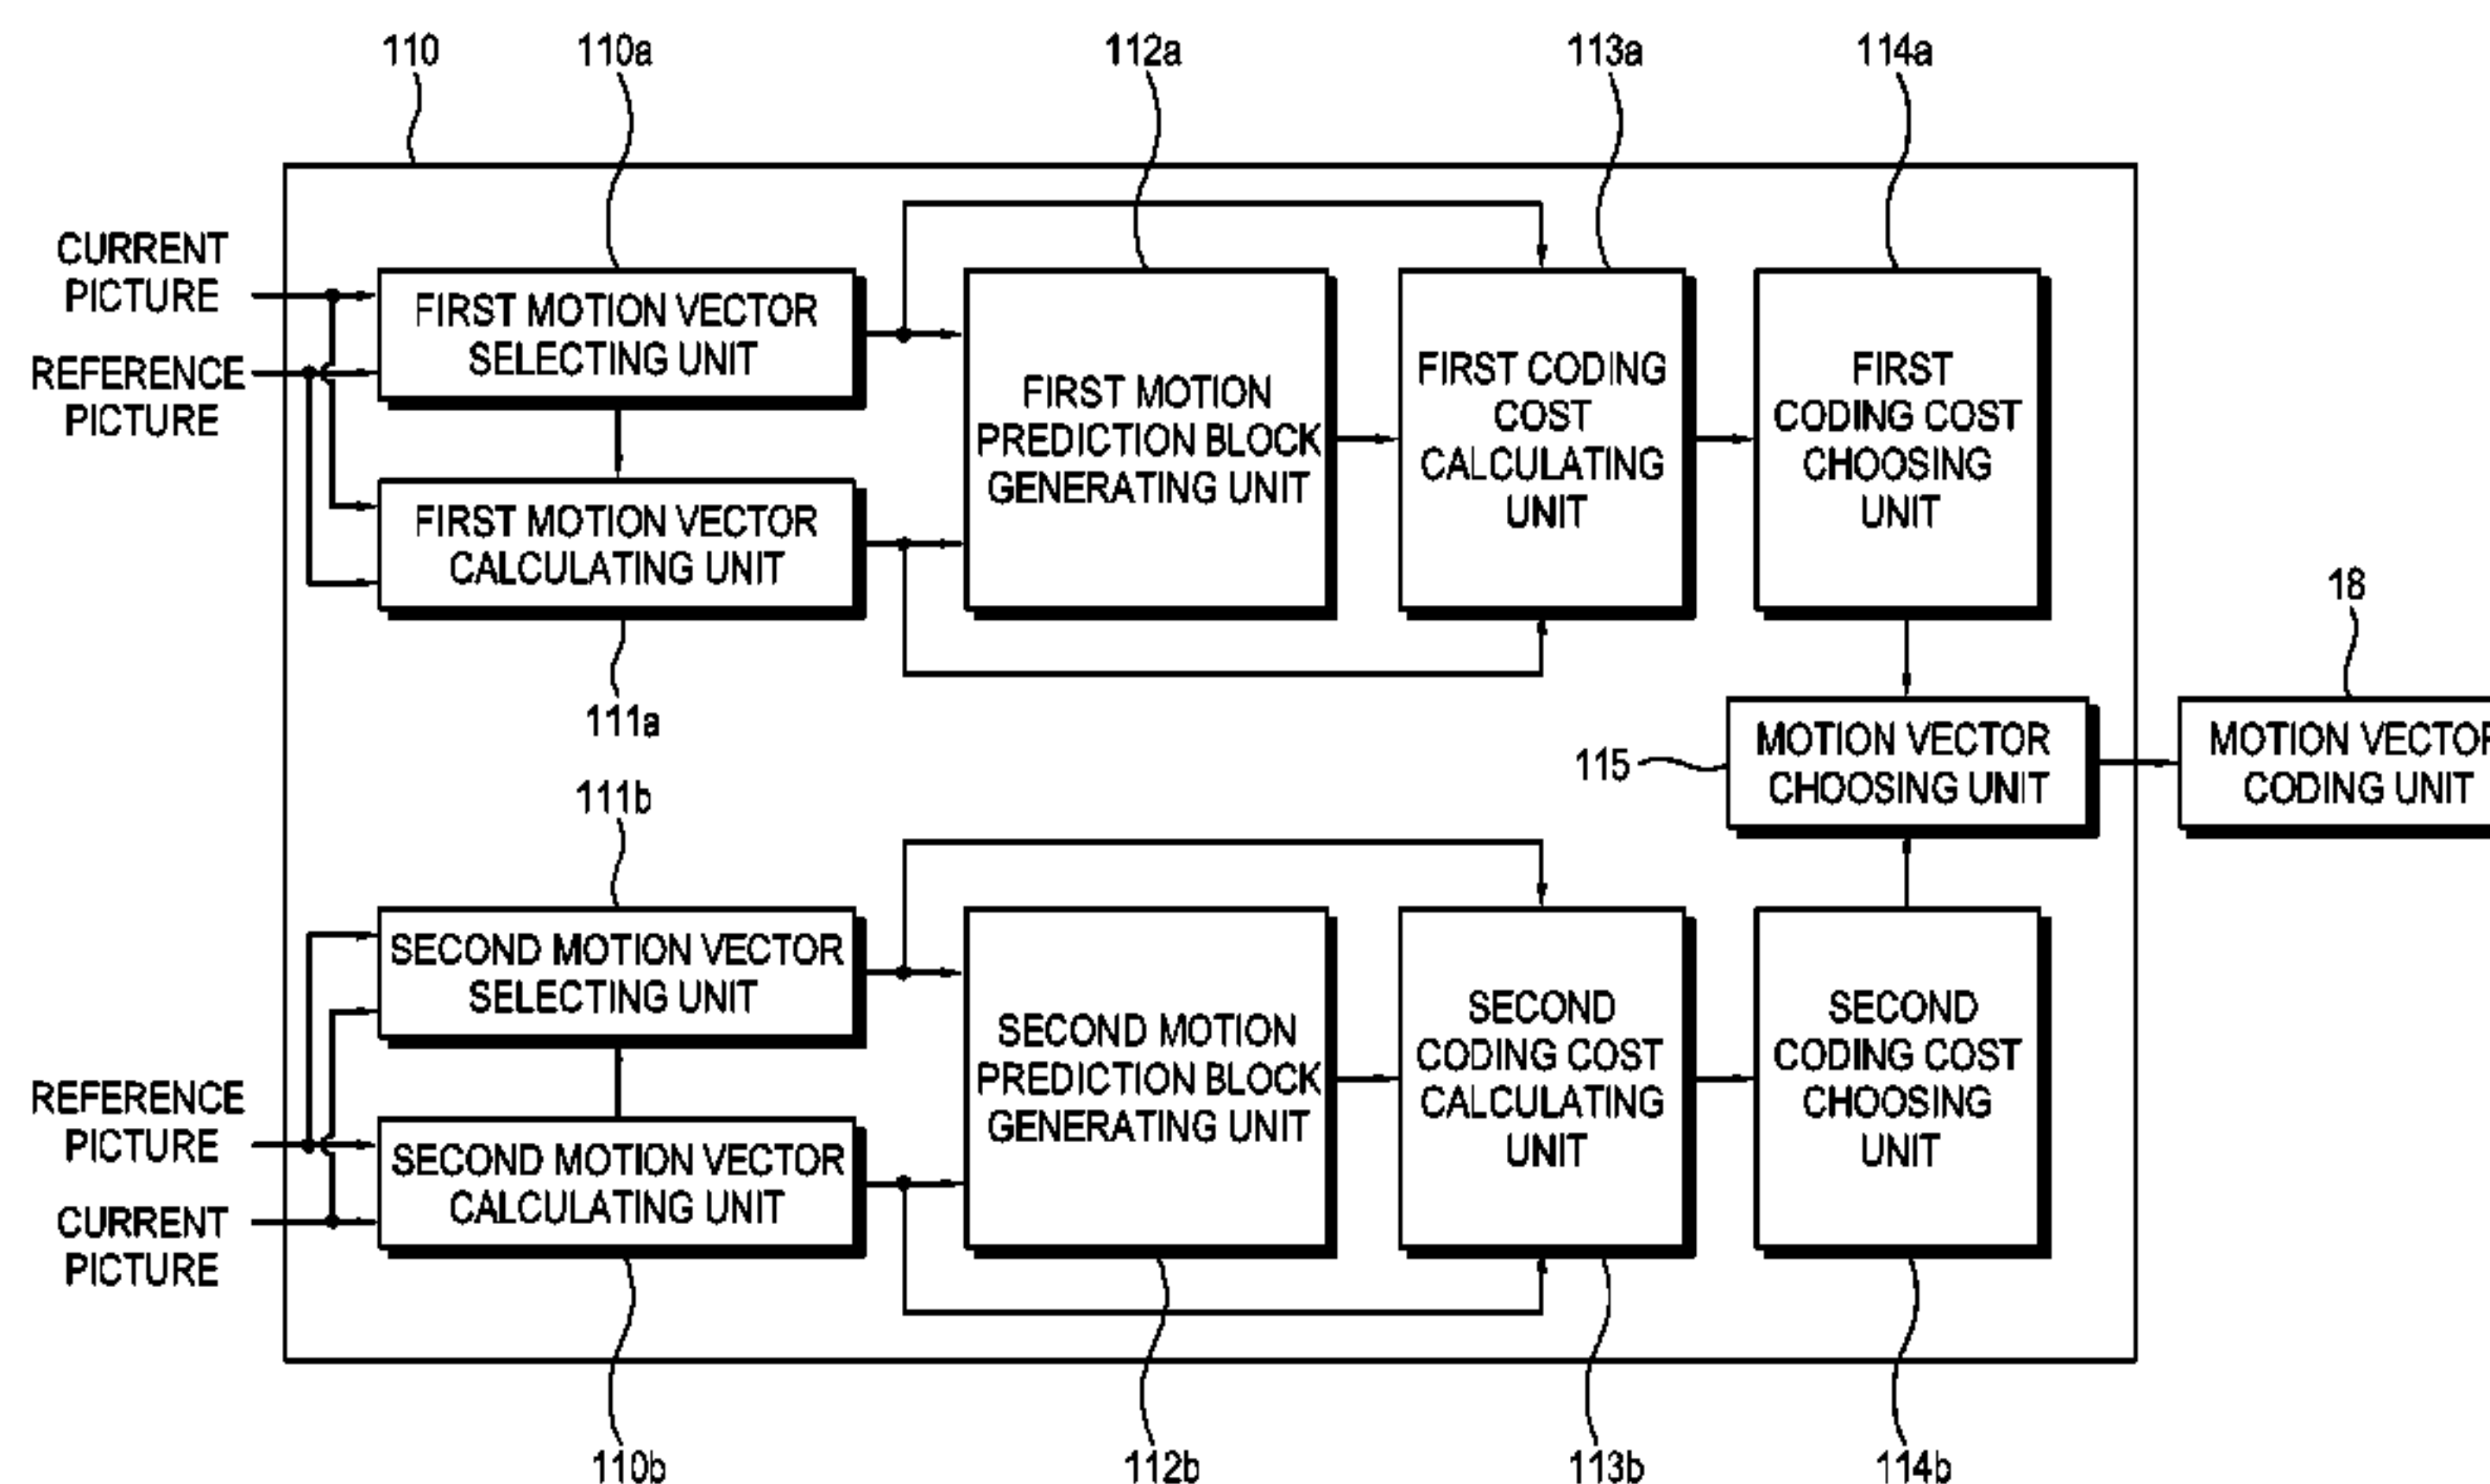 110
110a
112a
113a
114a
CURRENT
PICTURE
REFERENCE
PICTURE
FIRST MOTION VECTOR
SELECTING UNIT
FIRST MOTION VECTOR
CALCULATING UNIT
FIRST MOTION
PREDICTION BLOCK
GENERATING UNIT
FIRST CODING
COST
CALCULATING
UNIT
FIRST
CODING COST
CHOOSING
UNIT
111a
18
115
MOTION VECTOR
CHOOSING UNIT
MOTION VECTOR
CODING UNIT
111b
SECOND MOTION VECTOR
SELECTING UNIT
REFERENCE
PICTURE
CURRENT
PICTURE
SECOND MOTION VECTOR
CALCULATING UNIT
SECOND MOTION
PREDICTION BLOCK
GENERATING UNIT
SECOND
CODING COST
CALCULATING
UNIT
SECOND
CODING COST
CHOOSING
UNIT
110b
112b
113b
114b